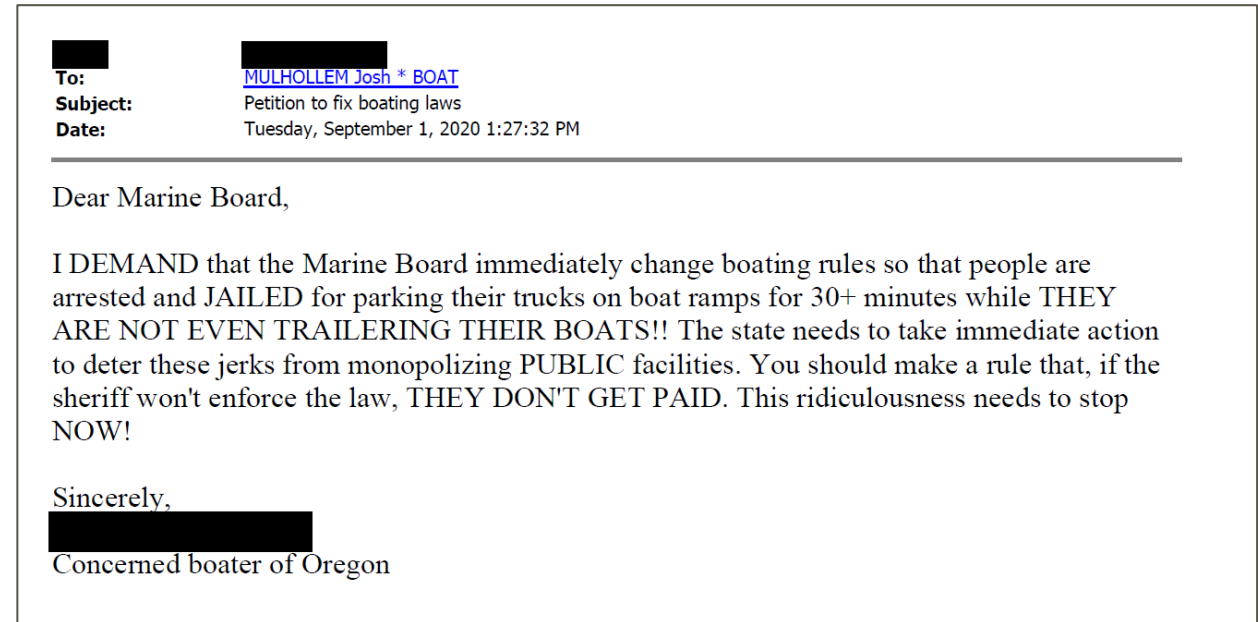 To: MULHOLLEM Josh * BOAT
Subject: Petition to fix boating laws
Date: Tuesday, September 1, 2020 1:27:32 PM
Dear Marine Board,
I DEMAND that the Marine Board immediately change boating rules so that people are
arrested and JAILED for parking their trucks on boat ramps for 30+ minutes while THEY
ARE NOT EVEN TRAILERING THEIR BOATS!! The state needs to take immediate action
to deter these jerks from monopolizing PUBLIC facilities. You should make a rule that, if the
sheriff won't enforce the law, THEY DON'T GET PAID. This ridiculousness needs to stop
NOW!
Sincerely,
Concerned boater of Oregon